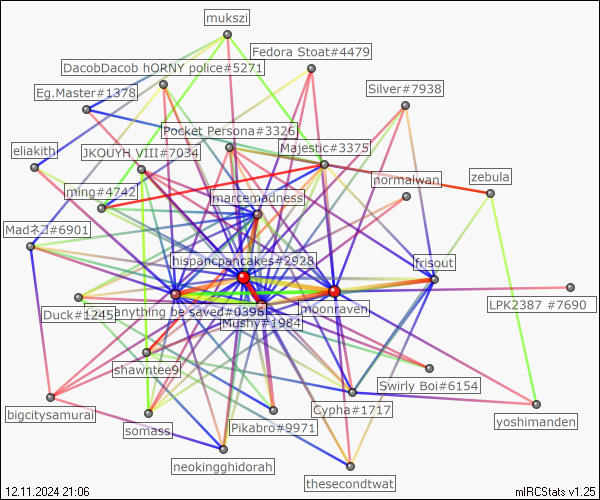 mukszi
Fedora Stoat#4479
DacobDacob hORNY police#5271
Silver#7938
Eg.Master#1378
Pocket Persona#3326
Majestic#3375
eliakith
JKOUYH VIII#7034
zebula
normalwan
ming#4742
marcemadness
Madネコ#6901
hispancpancakes#2928
frisout
LPK2387 #7690
moonraven
Duck#1245
anything be saved#0396
Mushy#1984
shawntee9
Swirly Boi#6154
bigcitysamurai
Cypha#1717
yoshimanden
somass
Pikabro#9971
neokingghidorah
thesecondtwat
12.11.2024 21:06
mIRCStats v1.25